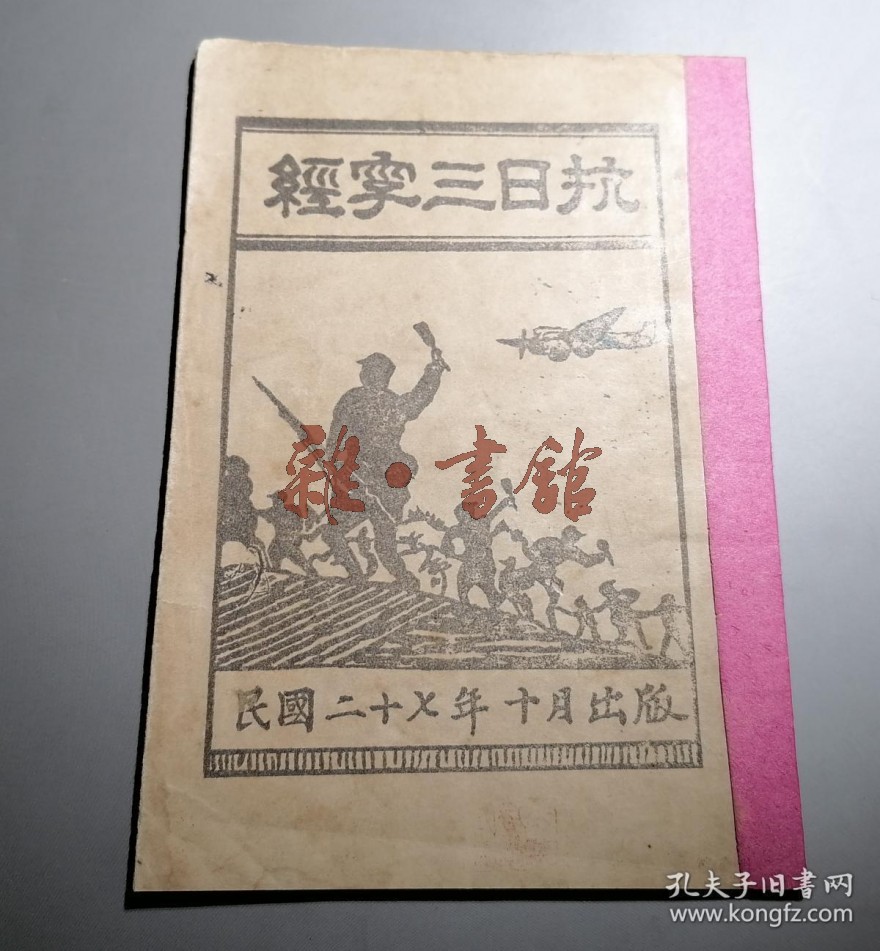 經字三日抗
雜·書舘
民國二十七年十月出版
孔夫子旧书网
www.kongfz.com